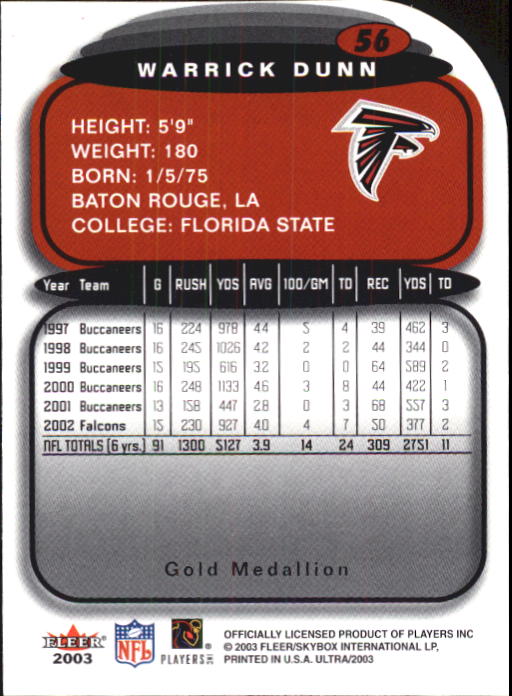 56
WARRICK DUNN
HEIGHT: 5'9"
WEIGHT: 180
BORN: 1/5/75
BATON ROUGE, LA
COLLEGE: FLORIDA STATE
Year Team G RUSH YDS AVG 100/GM TD REC YDS TD
1997 Buccaneers 16 224 978 4.4 5 4 39 462 3
1998 Buccaneers 16 245 1026 4.2 2 2 44 344 0
1999 Buccaneers 15 195 616 3.2 0 0 64 589 2
2000 Buccaneers 16 248 1133 4.6 3 8 44 422 1
2001 Buccaneers 13 158 447 2.8 0 3 68 557 3
2002 Falcons 15 230 927 4.0 4 7 50 377 2
NFL TOTALS (6 yrs.) 91 1300 5127 3.9 14 24 309 2751 11
Gold Medallion
FLEER 2003
NFL
PLAYERS INC
OFFICIALLY LICENSED PRODUCT OF PLAYERS INC
© 2003 FLEER/SKYBOX INTERNATIONAL LP,
PRINTED IN U.S.A. ULTRA/2003